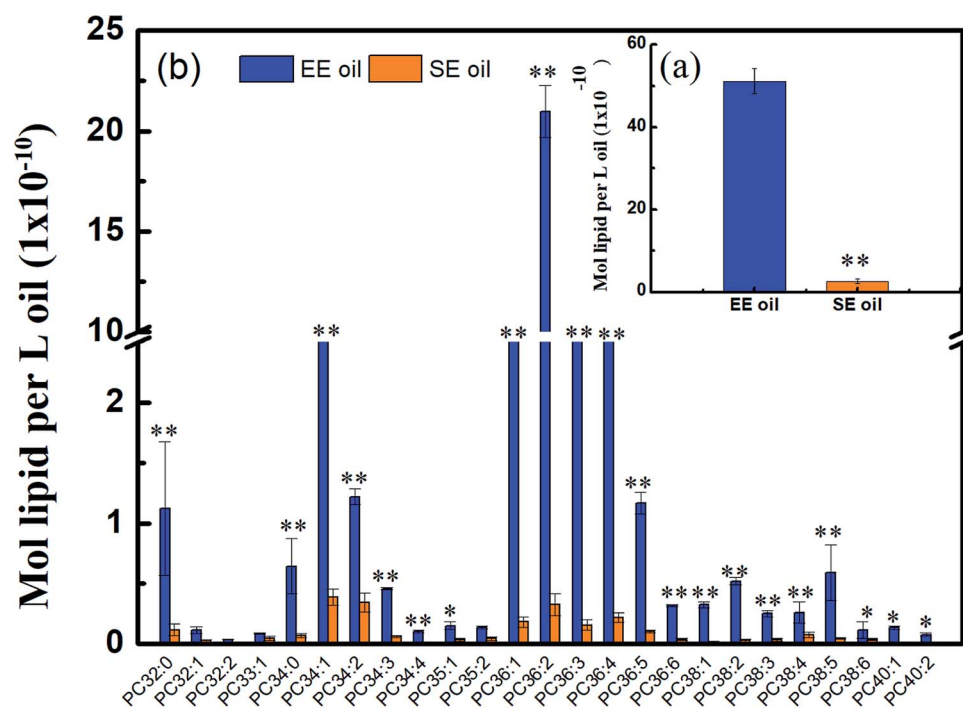 Mol lipid per L oil (1x10⁻¹⁰)
25
20
15
10
2
1
0
(b) EE oil SE oil
**
** ** ** ** ** ** ** * ** ** ** ** ** ** ** ** ** ** ** * * *
PC32:0 PC32:1 PC32:2 PC33:1 PC34:0 PC34:1 PC34:2 PC34:3 PC34:4 PC35:1 PC35:2 PC36:1 PC36:2 PC36:3 PC36:4 PC36:5 PC36:6 PC38:1 PC38:2 PC38:3 PC38:4 PC38:5 PC38:6 PC40:1 PC40:2
(a)
Mol lipid per L oil (1x10⁻¹⁰)
60
40
20
0
**
EE oil SE oil